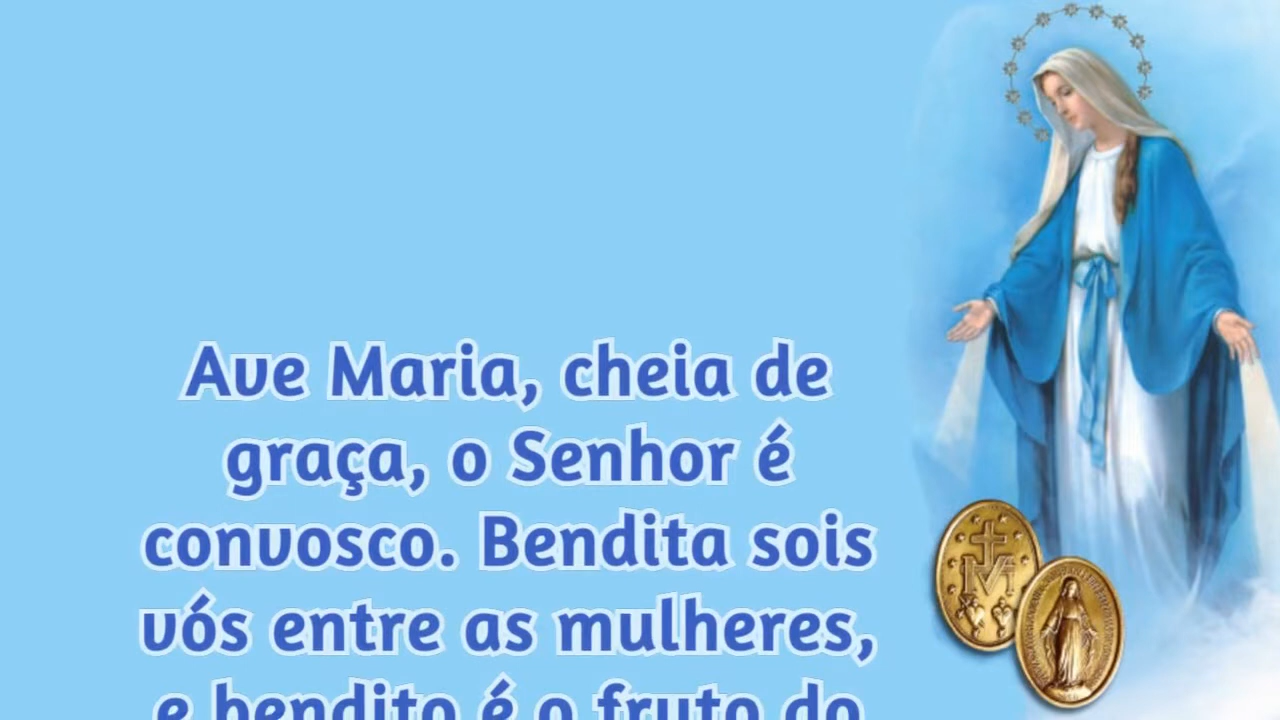 Ave Maria, cheia de
graça, o Senhor é
convosco. Bendita sois
vós entre as mulheres,
e bendito é o fruto do